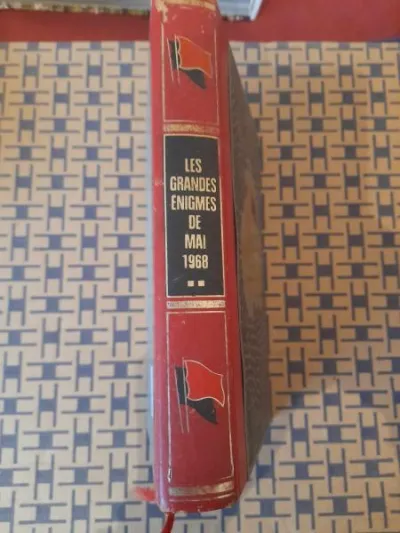 LES
GRANDES
ENIGMES
DE
MAI
1968